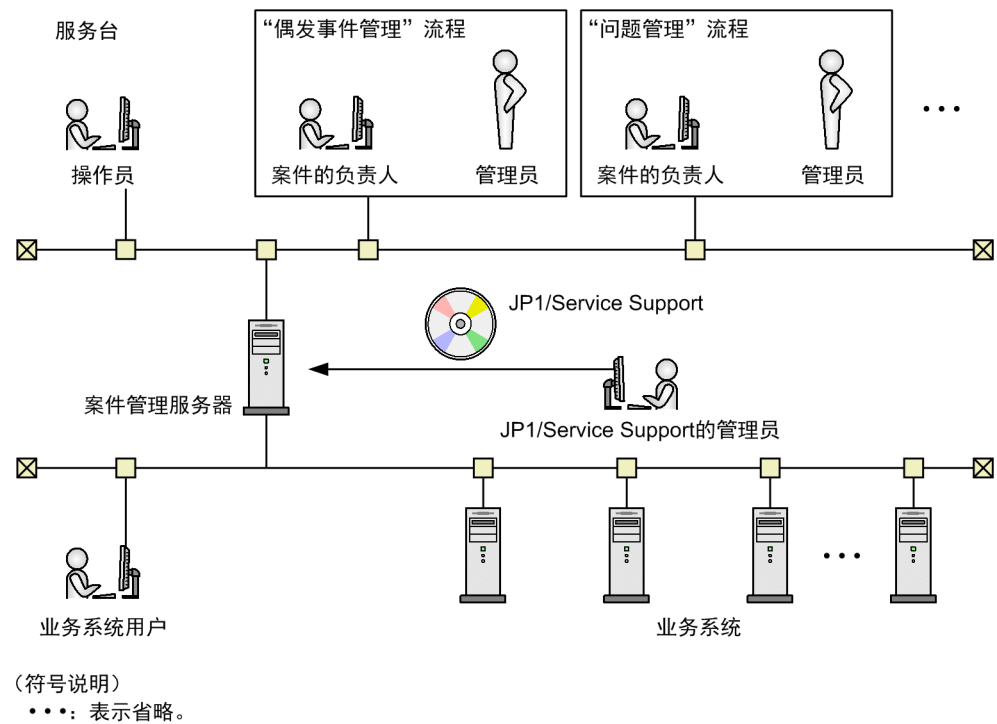 服务台
“偶发事件管理”流程
“问题管理”流程
操作员
案件的负责人
管理员
案件的负责人
管理员
JP1/Service Support
案件管理服务器
JP1/Service Support的管理员
业务系统用户
业务系统
（符号说明）
•••：表示省略。